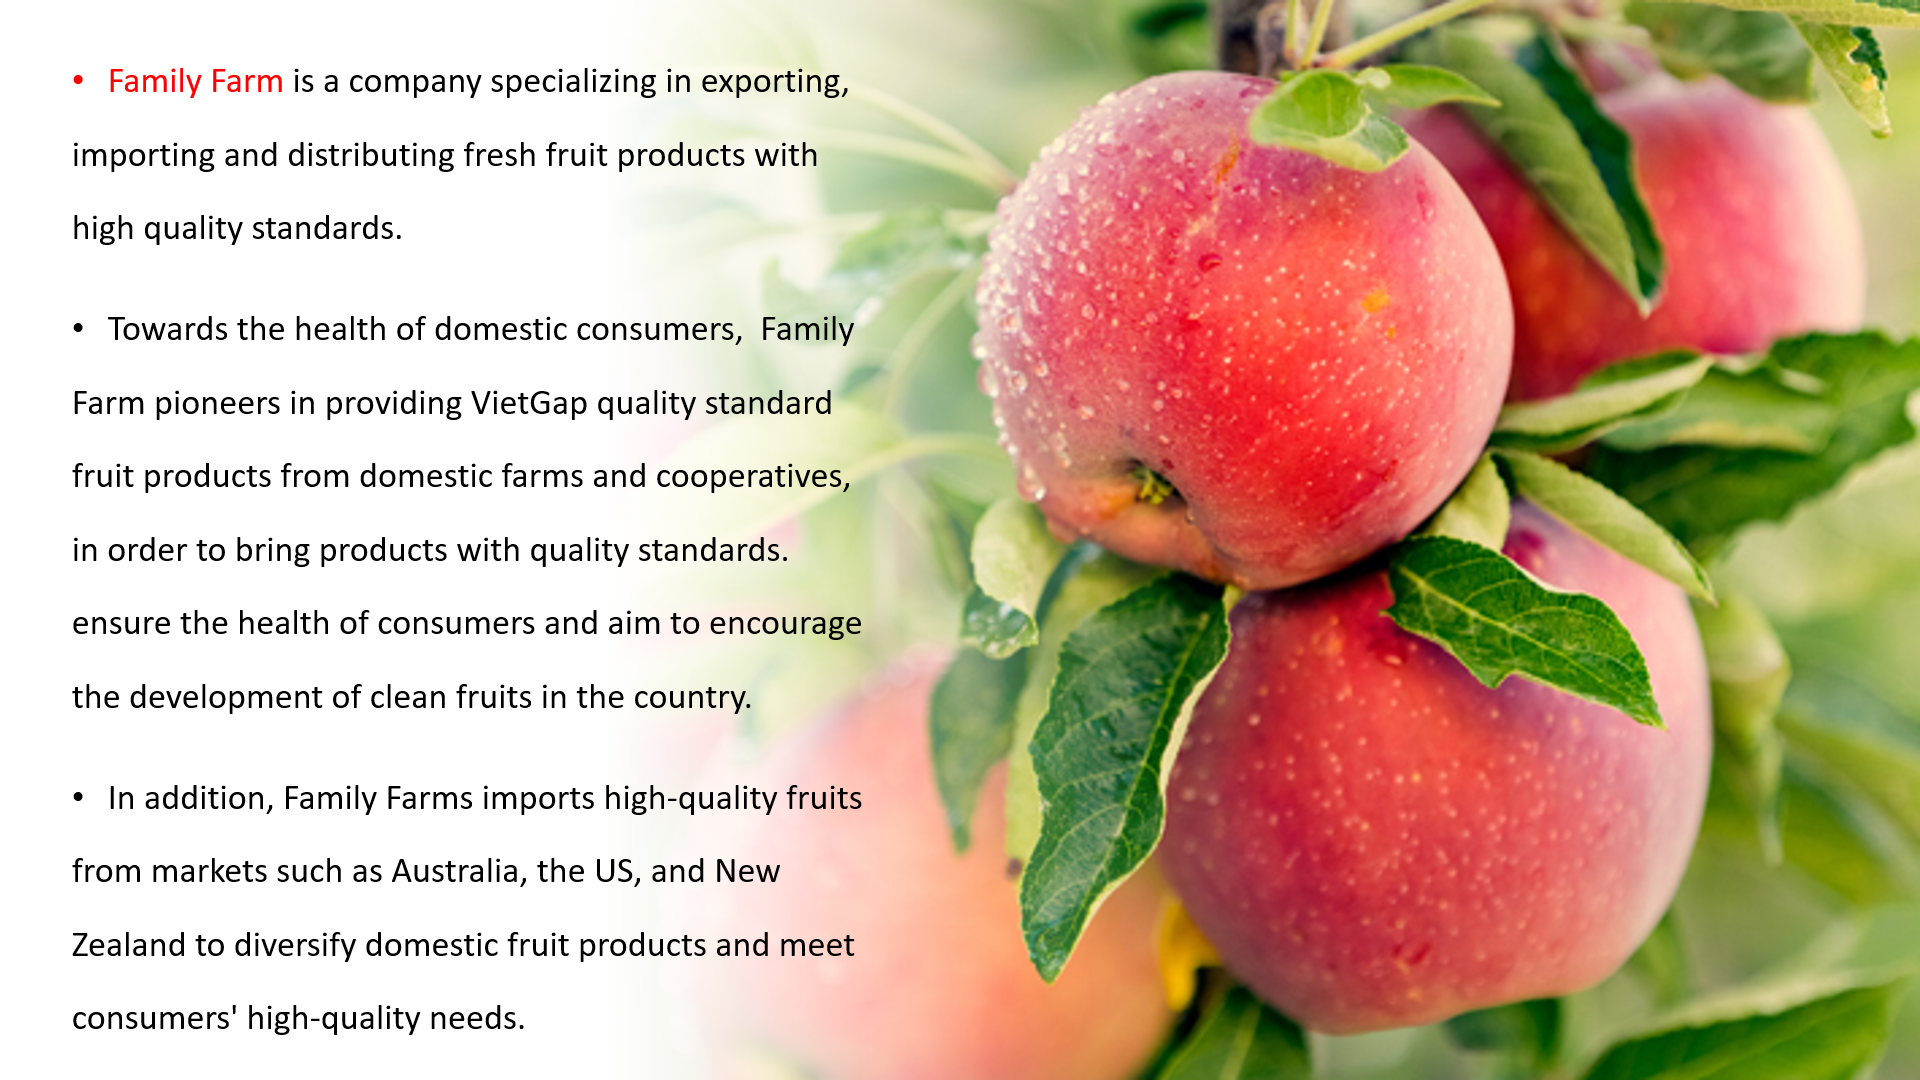 • Family Farm is a company specializing in exporting,
importing and distributing fresh fruit products with
high quality standards.
• Towards the health of domestic consumers,  Family
Farm pioneers in providing VietGap quality standard
fruit products from domestic farms and cooperatives,
in order to bring products with quality standards.
ensure the health of consumers and aim to encourage
the development of clean fruits in the country.
• In addition, Family Farms imports high-quality fruits
from markets such as Australia, the US, and New
Zealand to diversify domestic fruit products and meet
consumers' high-quality needs.